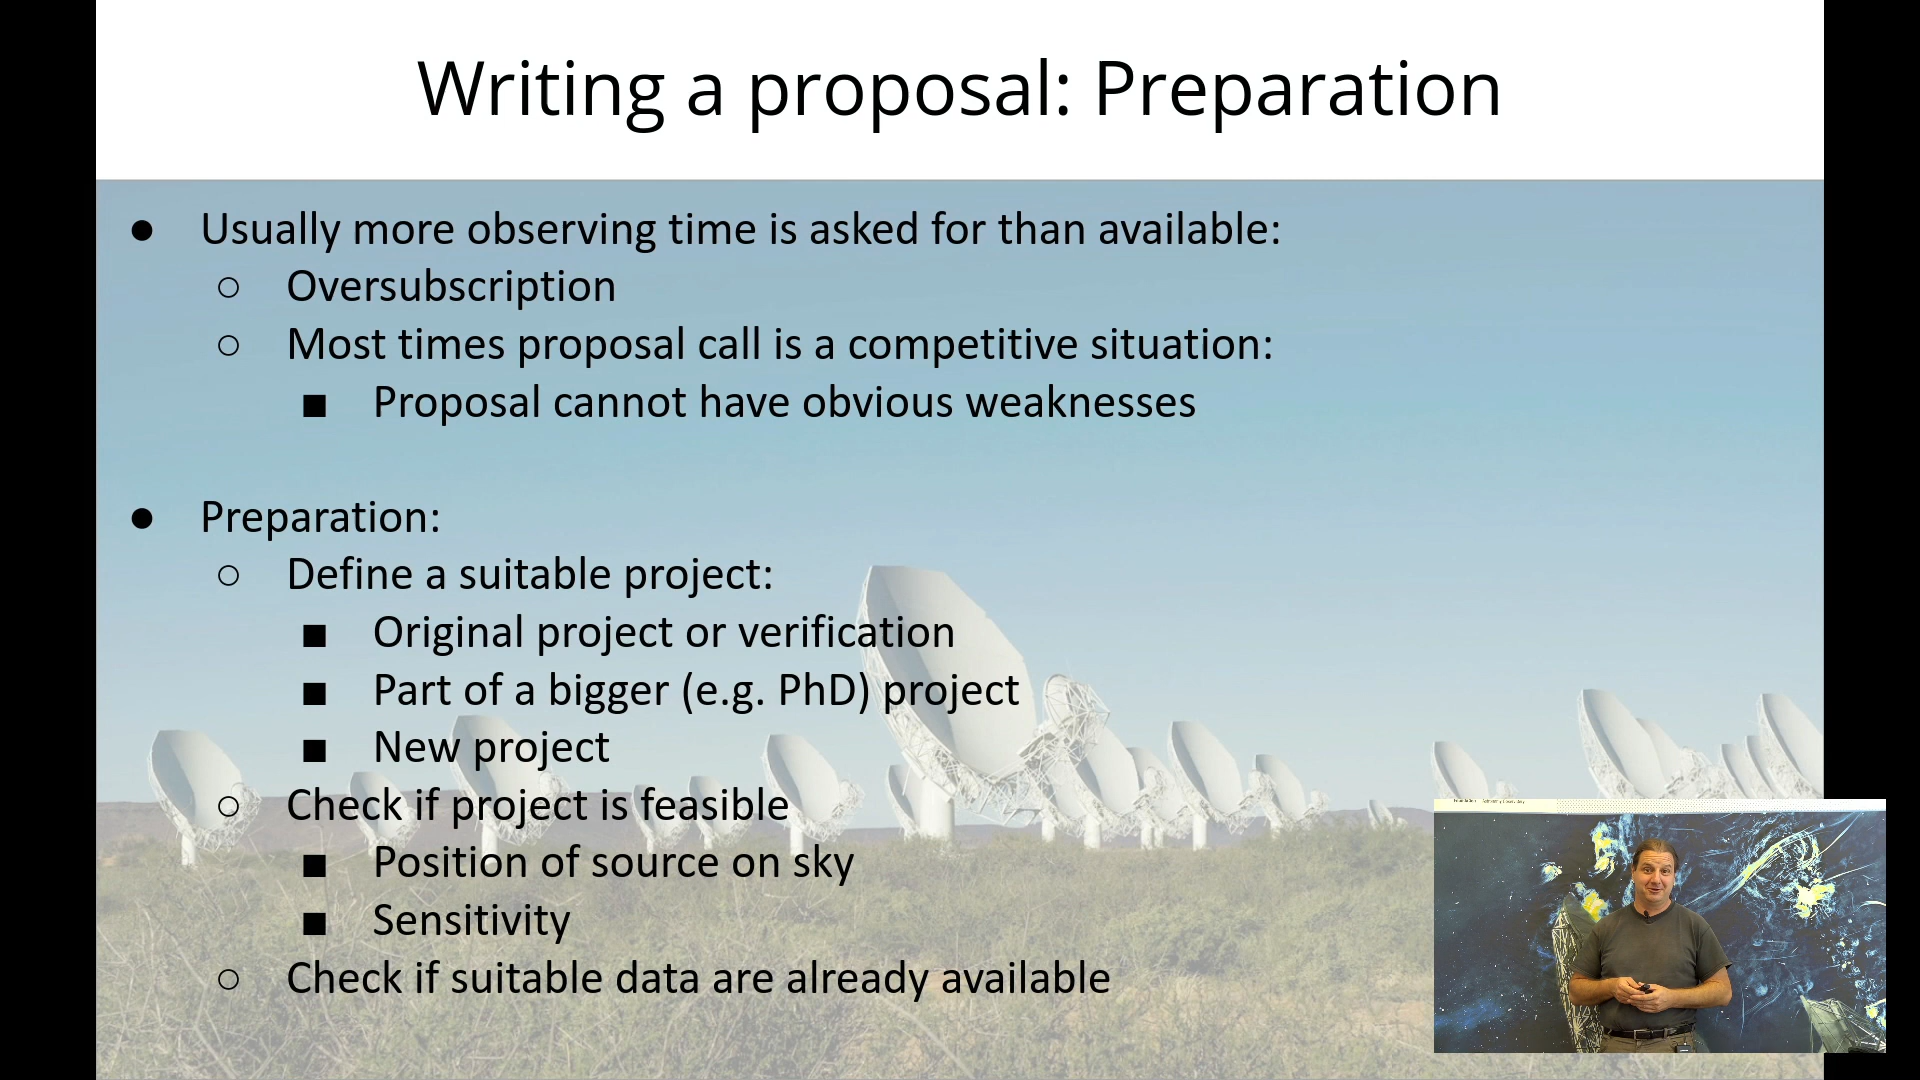 Writing a proposal: Preparation
● Usually more observing time is asked for than available:
○ Oversubscription
○ Most times proposal call is a competitive situation:
■ Proposal cannot have obvious weaknesses
● Preparation:
○ Define a suitable project:
■ Original project or verification
■ Part of a bigger (e.g. PhD) project
■ New project
○ Check if project is feasible
■ Position of source on sky
■ Sensitivity
○ Check if suitable data are already available